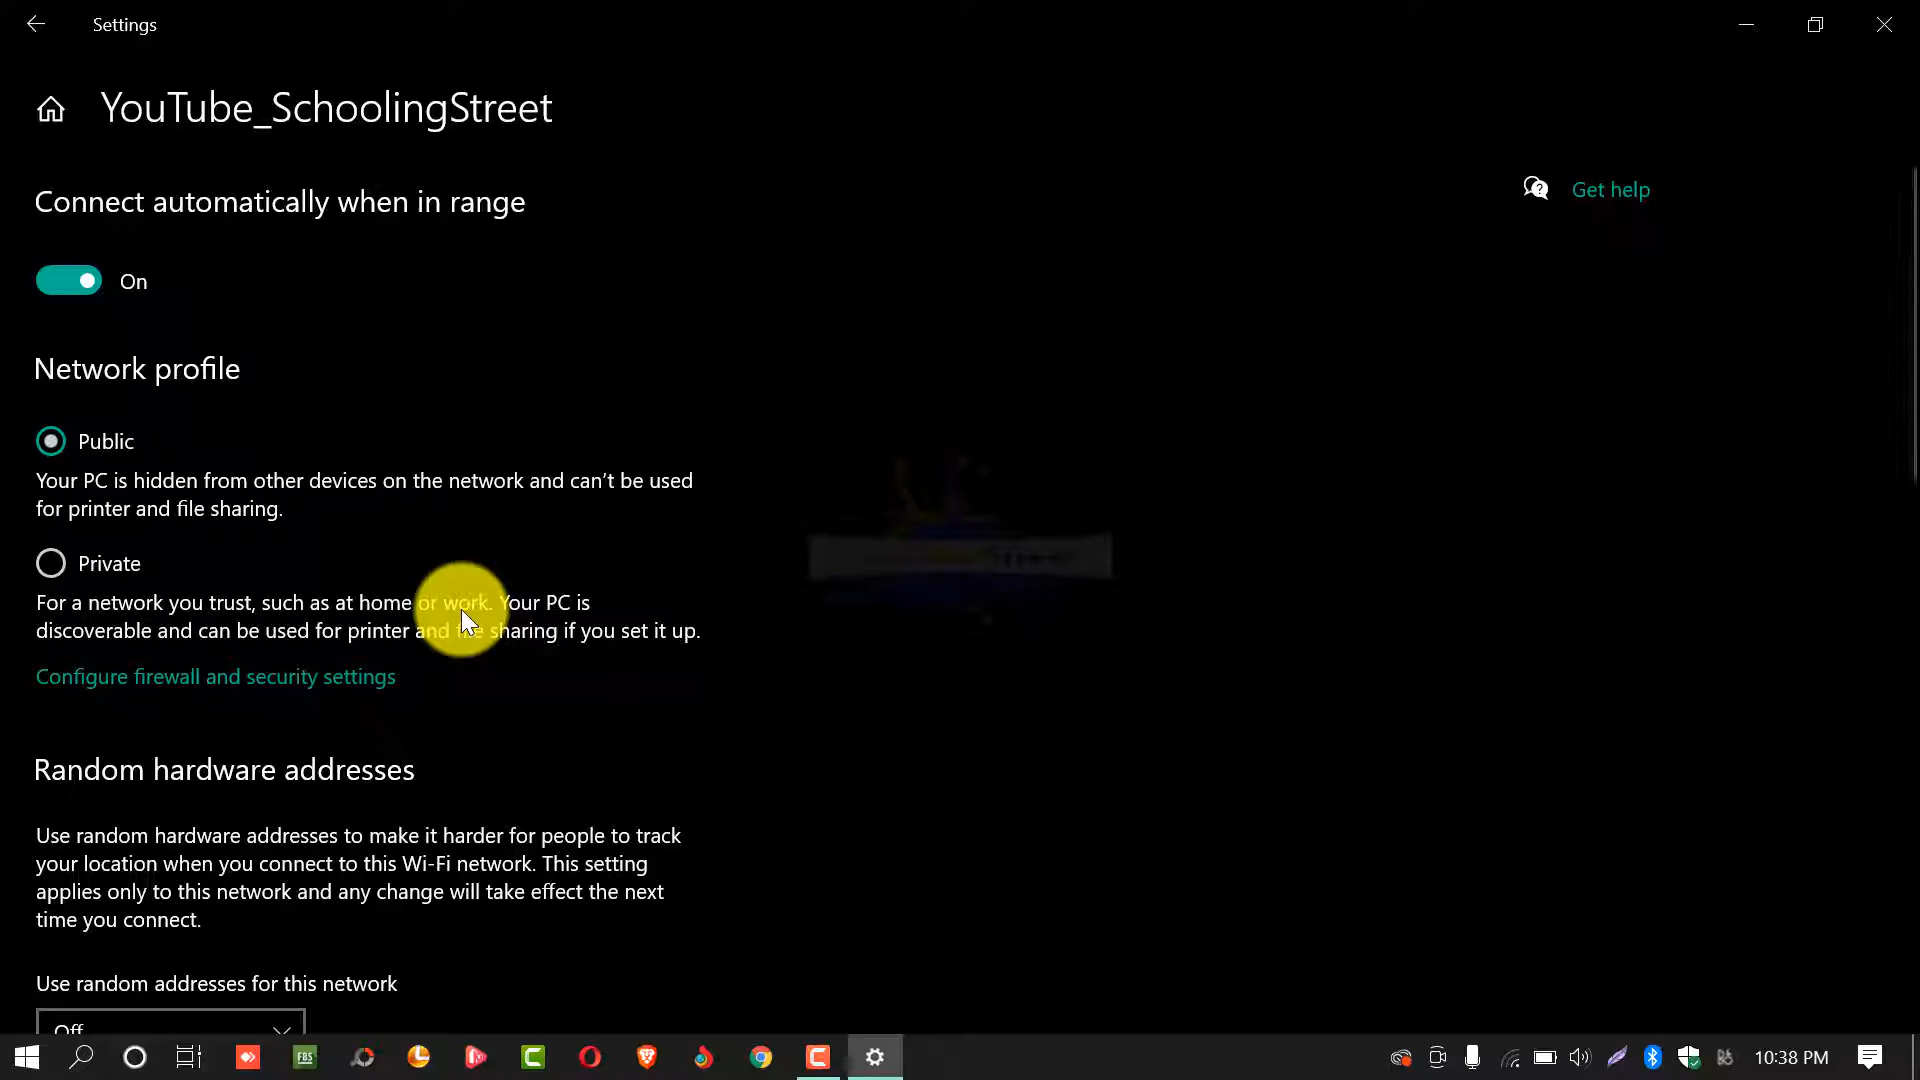 Settings
YouTube_SchoolingStreet
Connect automatically when in range
Get help
On
Network profile
Public
Your PC is hidden from other devices on the network and can’t be used
for printer and file sharing.
Private
For a network you trust, such as at home or work. Your PC is
discoverable and can be used for printer and file sharing if you set it up.
Configure firewall and security settings
Random hardware addresses
Use random hardware addresses to make it harder for people to track
your location when you connect to this Wi-Fi network. This setting
applies only to this network and any change will take effect the next
time you connect.
Use random addresses for this network
Off
FBS
10:38 PM